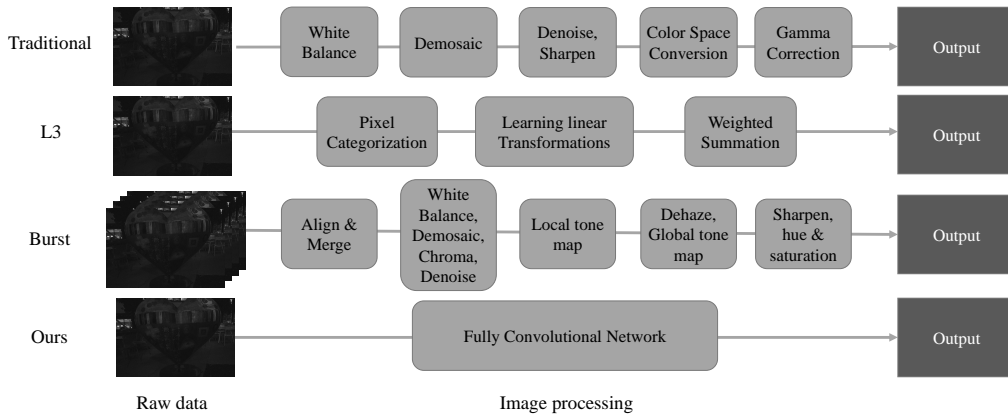 Traditional
White
Balance
Demosaic
Denoise,
Sharpen
Color Space
Conversion
Gamma
Correction
Output
L3
Pixel
Categorization
Learning linear
Transformations
Weighted
Summation
Output
Burst
Align &
Merge
White
Balance,
Demosaic,
Chroma,
Denoise
Local tone
map
Dehaze,
Global tone
map
Sharpen,
hue &
saturation
Output
Ours
Fully Convolutional Network
Output
Raw data
Image processing